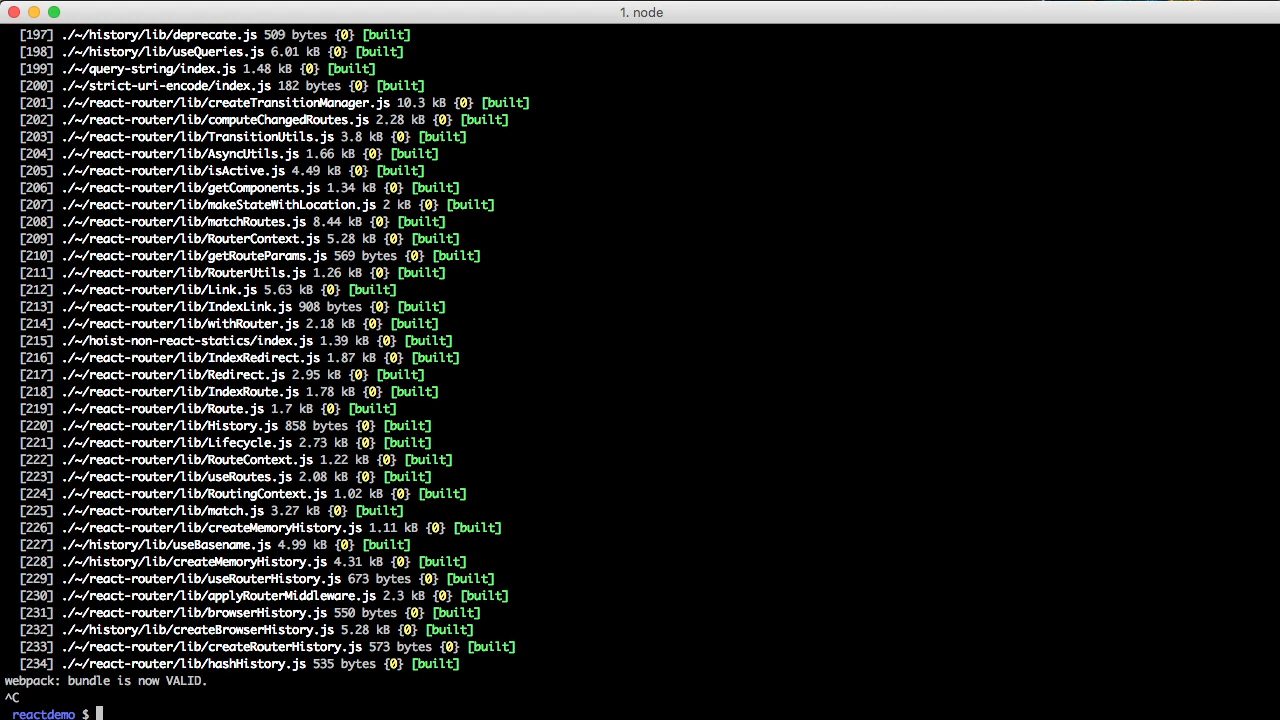 1. node
[197] ./~/history/lib/deprecate.js 509 bytes {0} [built]
[198] ./~/history/lib/useQueries.js 6.01 kB {0} [built]
[199] ./~/query-string/index.js 1.48 kB {0} [built]
[200] ./~/strict-uri-encode/index.js 182 bytes {0} [built]
[201] ./~/react-router/lib/createTransitionManager.js 10.3 kB {0} [built]
[202] ./~/react-router/lib/computeChangedRoutes.js 2.28 kB {0} [built]
[203] ./~/react-router/lib/TransitionUtils.js 3.8 kB {0} [built]
[204] ./~/react-router/lib/AsyncUtils.js 1.66 kB {0} [built]
[205] ./~/react-router/lib/isActive.js 4.49 kB {0} [built]
[206] ./~/react-router/lib/getComponents.js 1.34 kB {0} [built]
[207] ./~/react-router/lib/makeStateWithLocation.js 2 kB {0} [built]
[208] ./~/react-router/lib/matchRoutes.js 8.44 kB {0} [built]
[209] ./~/react-router/lib/RouterContext.js 5.28 kB {0} [built]
[210] ./~/react-router/lib/getRouteParams.js 569 bytes {0} [built]
[211] ./~/react-router/lib/RouterUtils.js 1.26 kB {0} [built]
[212] ./~/react-router/lib/Link.js 5.63 kB {0} [built]
[213] ./~/react-router/lib/IndexLink.js 908 bytes {0} [built]
[214] ./~/react-router/lib/withRouter.js 2.18 kB {0} [built]
[215] ./~/hoist-non-react-statics/index.js 1.39 kB {0} [built]
[216] ./~/react-router/lib/IndexRedirect.js 1.87 kB {0} [built]
[217] ./~/react-router/lib/Redirect.js 2.95 kB {0} [built]
[218] ./~/react-router/lib/IndexRoute.js 1.78 kB {0} [built]
[219] ./~/react-router/lib/Route.js 1.7 kB {0} [built]
[220] ./~/react-router/lib/History.js 858 bytes {0} [built]
[221] ./~/react-router/lib/Lifecycle.js 2.73 kB {0} [built]
[222] ./~/react-router/lib/RouteContext.js 1.22 kB {0} [built]
[223] ./~/react-router/lib/useRoutes.js 2.08 kB {0} [built]
[224] ./~/react-router/lib/RoutingContext.js 1.02 kB {0} [built]
[225] ./~/react-router/lib/match.js 3.27 kB {0} [built]
[226] ./~/react-router/lib/createMemoryHistory.js 1.11 kB {0} [built]
[227] ./~/history/lib/useBasename.js 4.99 kB {0} [built]
[228] ./~/history/lib/createMemoryHistory.js 4.31 kB {0} [built]
[229] ./~/react-router/lib/useRouterHistory.js 673 bytes {0} [built]
[230] ./~/react-router/lib/applyRouterMiddleware.js 2.3 kB {0} [built]
[231] ./~/react-router/lib/browserHistory.js 550 bytes {0} [built]
[232] ./~/history/lib/createBrowserHistory.js 5.28 kB {0} [built]
[233] ./~/react-router/lib/createRouterHistory.js 573 bytes {0} [built]
[234] ./~/react-router/lib/hashHistory.js 535 bytes {0} [built]
webpack: bundle is now VALID.
^C
reactdemo $